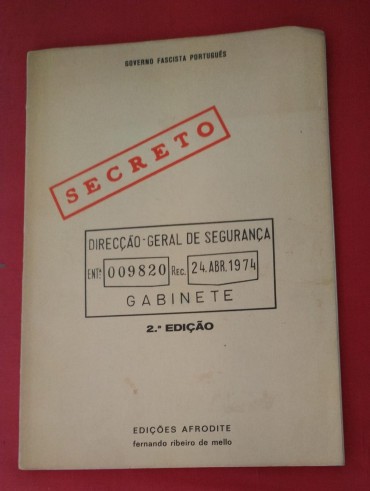 GOVERNO FASCISTA PORTUGUÊS
SECRETO
DIRECÇÃO-GERAL DE SEGURANÇA
ENT.ª 009820 REC. 24. ABR. 1974
GABINETE
2.ª EDIÇÃO
EDIÇÕES AFRODITE
fernando ribeiro de mello